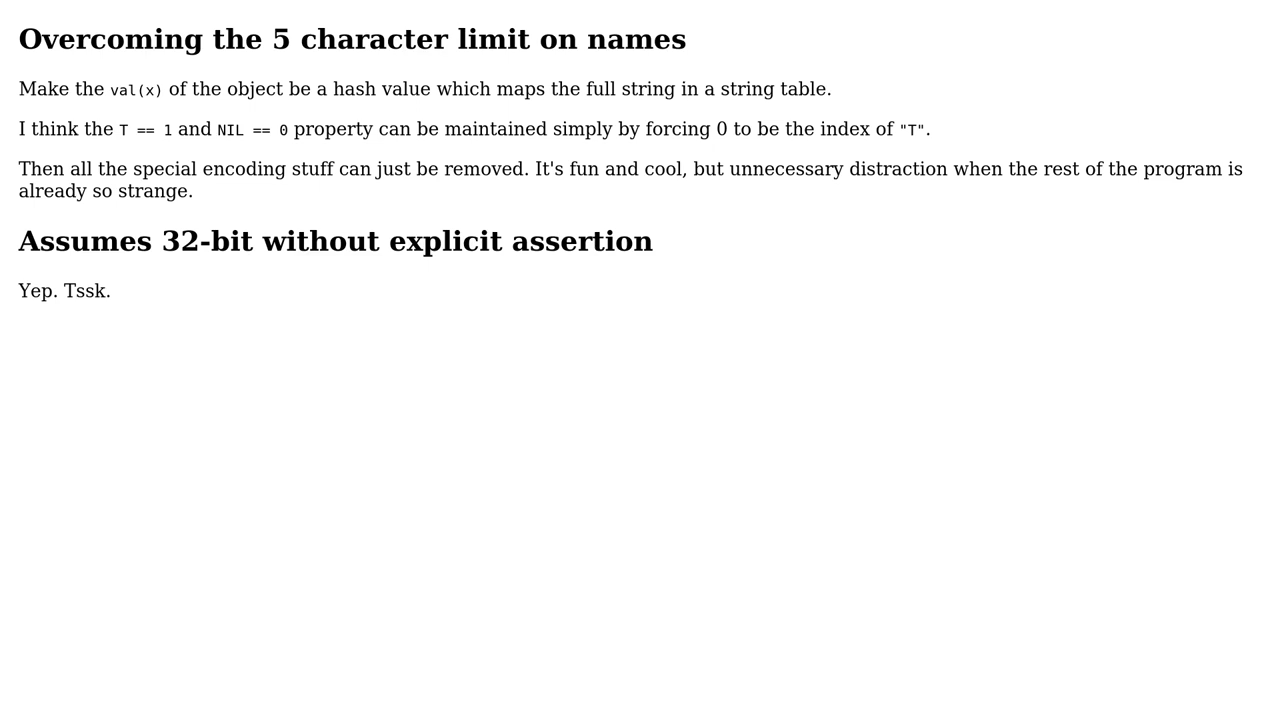 Overcoming the 5 character limit on names
Make the val(x) of the object be a hash value which maps the full string in a string table.
I think the T == 1 and NIL == 0 property can be maintained simply by forcing 0 to be the index of "T".
Then all the special encoding stuff can just be removed. It's fun and cool, but unnecessary distraction when the rest of the program is
already so strange.
Assumes 32-bit without explicit assertion
Yep. Tssk.